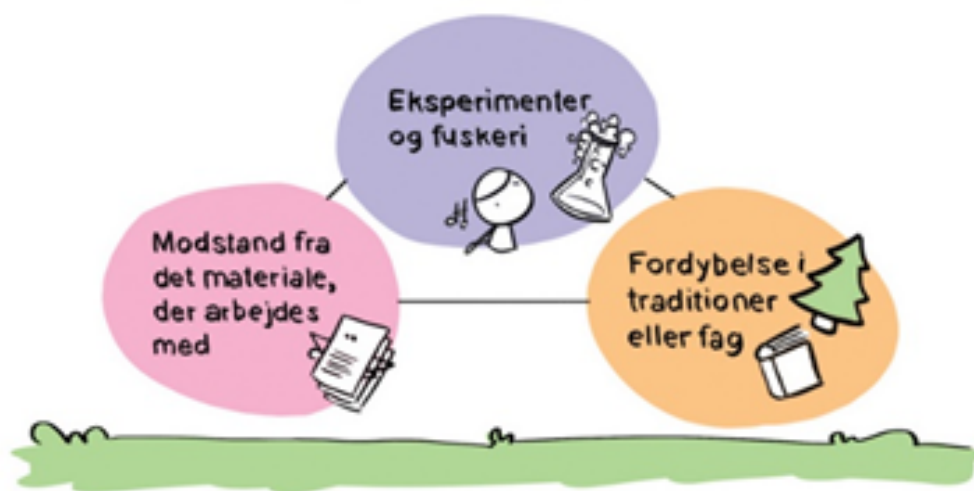 Eksperimenter
og fuskeri
Modstand fra
det materiale,
der arbejdes
med
Fordybelse i
traditioner
eller fag